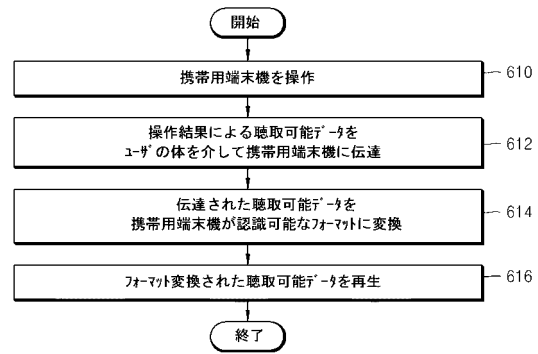 開始
携帯用端末機を操作
610
操作結果による聴取可能ﾃﾞｰﾀを
ﾕｰｻﾞの体を介して携帯用端末機に伝達
612
伝達された聴取可能ﾃﾞｰﾀを
携帯用端末機が認識可能なﾌｫｰﾏｯﾄに変換
614
ﾌｫｰﾏｯﾄ変換された聴取可能ﾃﾞｰﾀを再生
616
終了